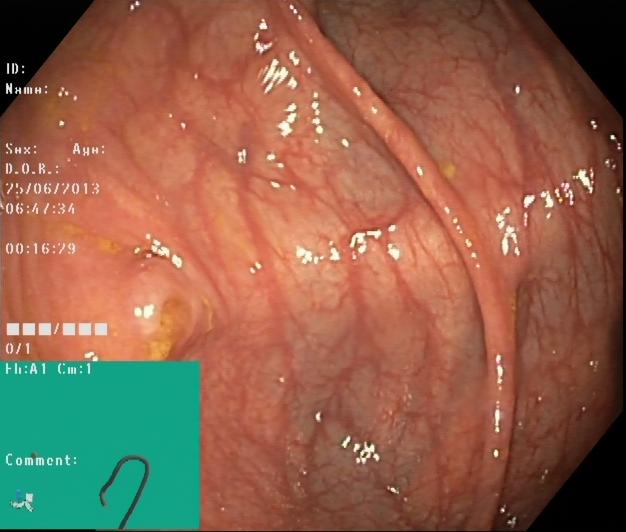 ID:
Name:
Sex: Age:
D.O.B.:
25/06/2013
06:47:34
00:16:29
/
0/1
Eh:A1 Cm:1
Comment: